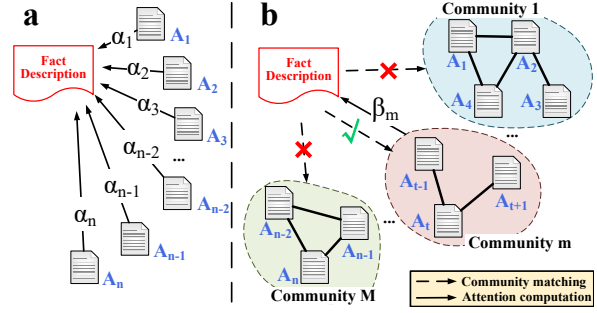 a
Fact
Description
α1
A1
α2
A2
α3
A3
...
αn-2
An-2
αn-1
An-1
αn
An
b
Community 1
Fact
Description
A1
A2
A4
A3
...
βm
At-1
At+1
At
Community m
...
An-2
An-1
An
Community M
Community matching
Attention computation